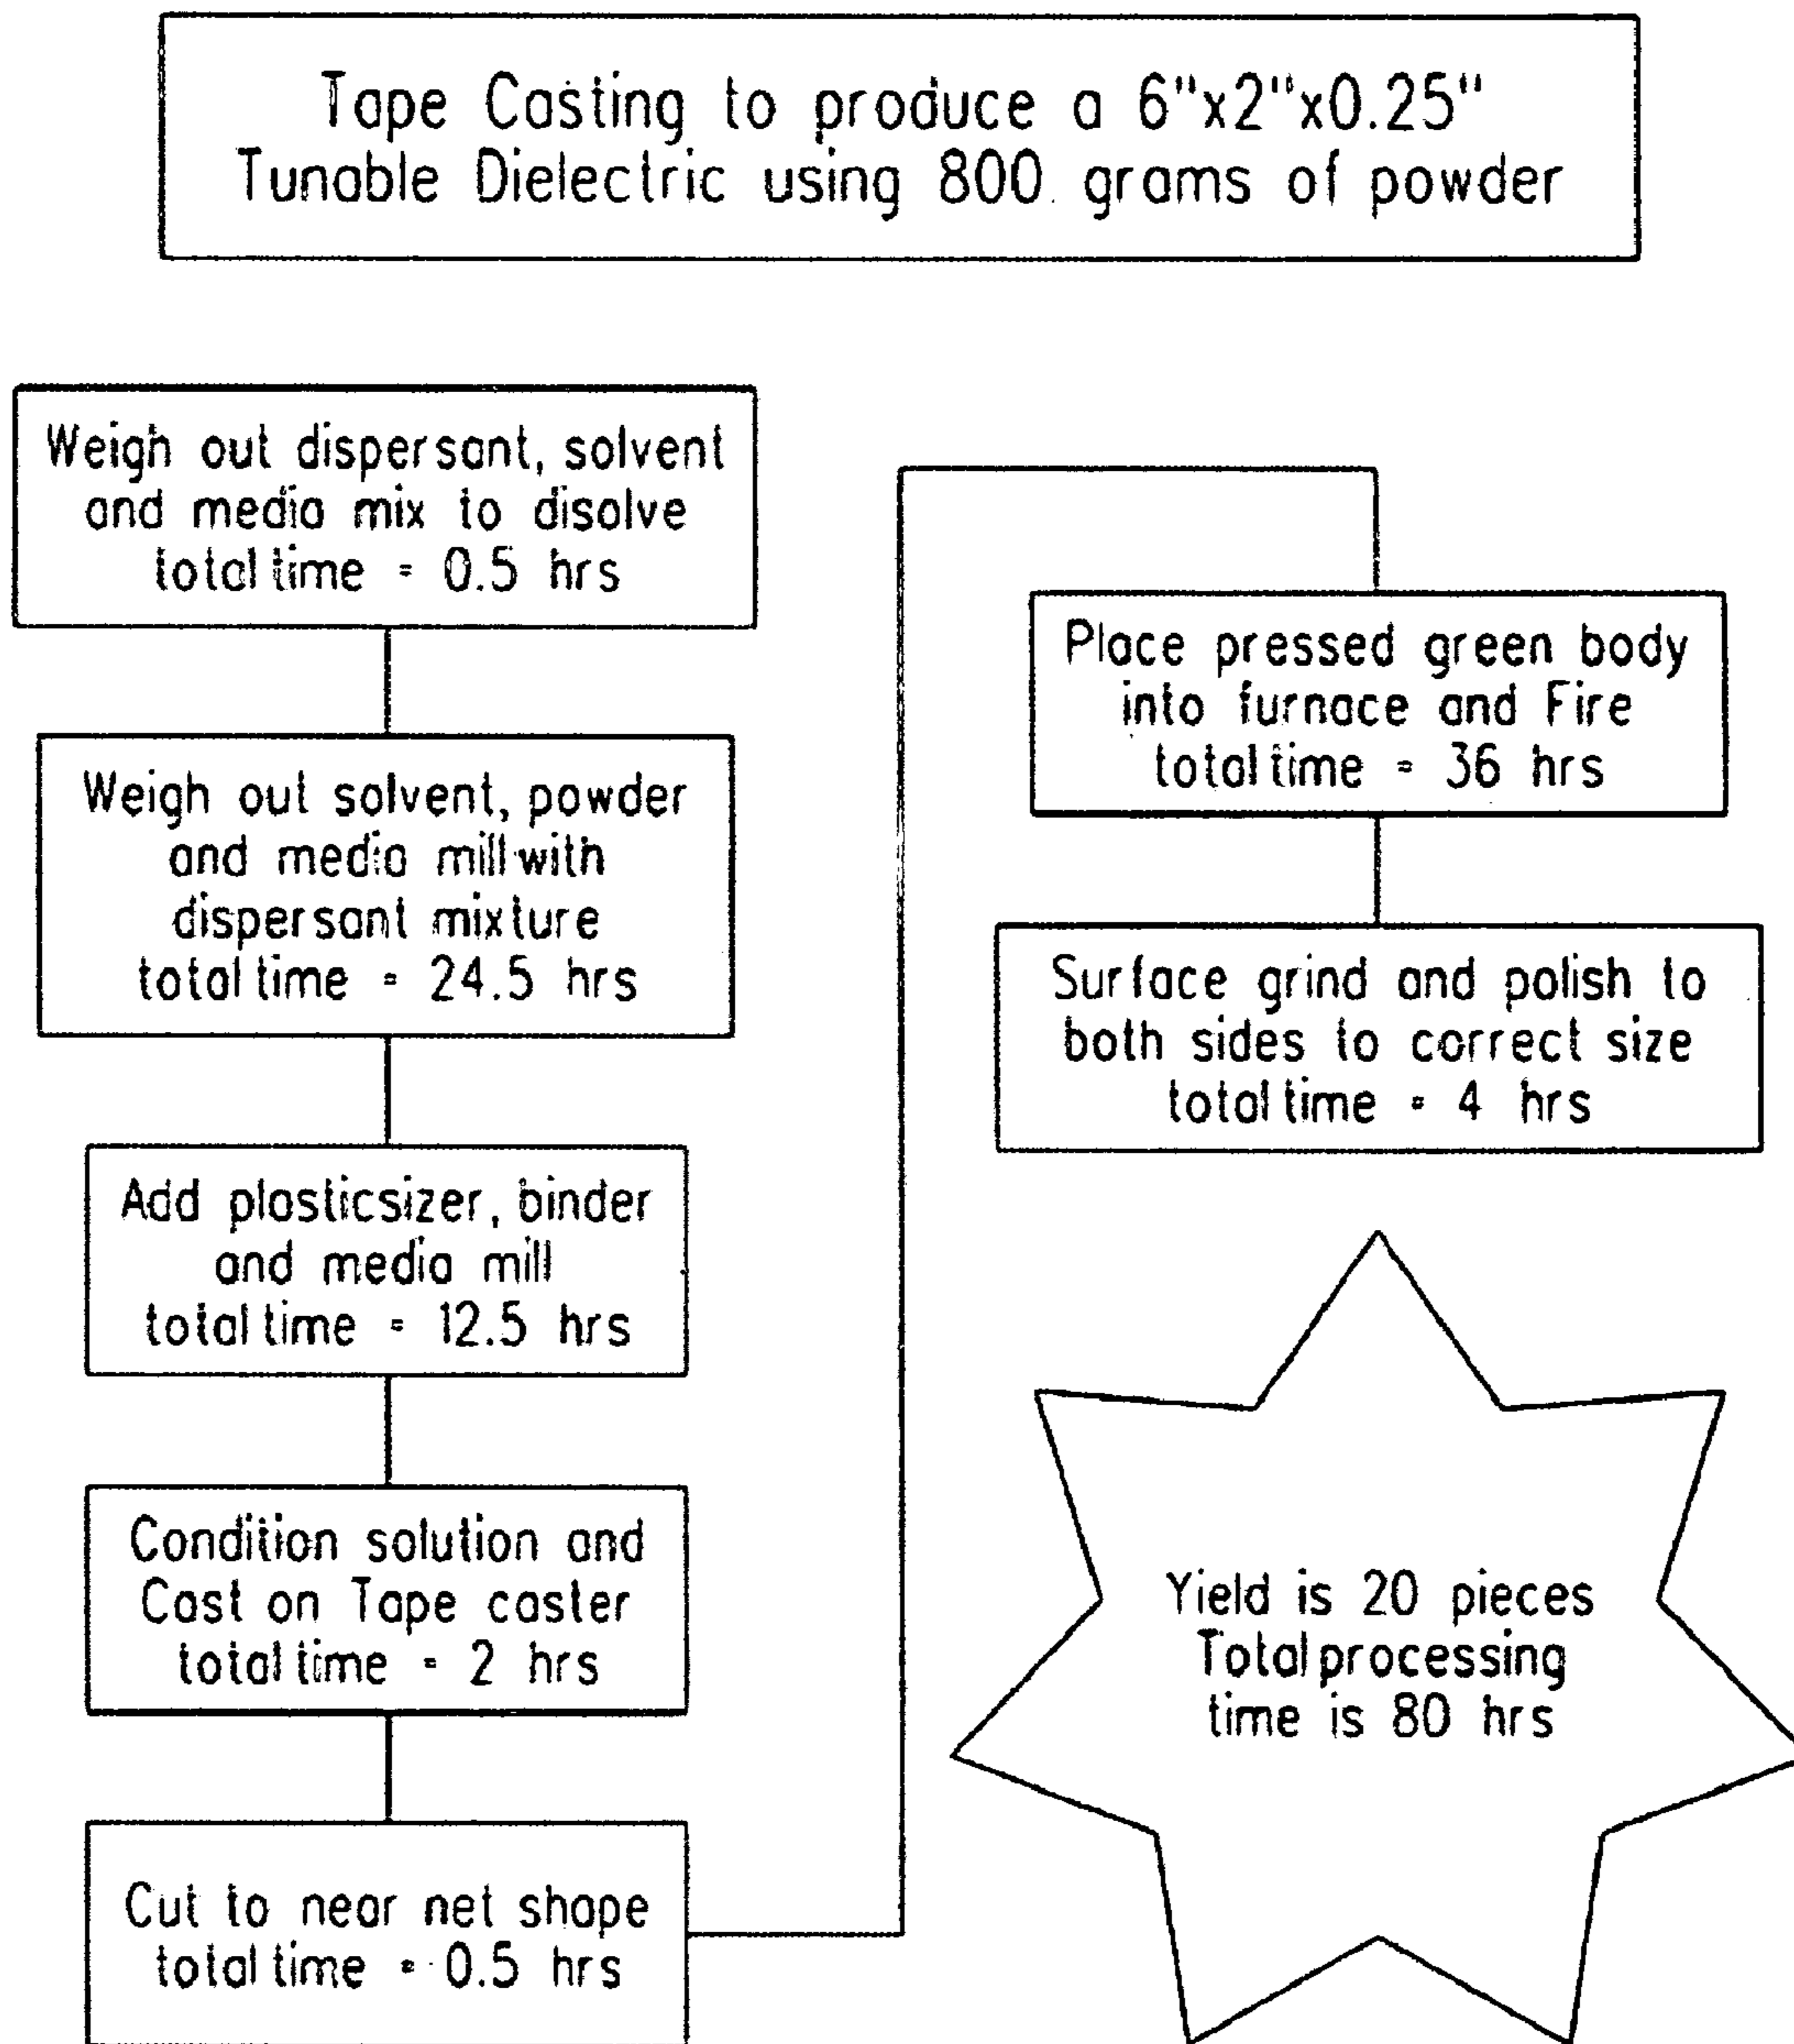 Tape Casting to produce a 6"x2"x0.25"
Tunable Dielectric using 800 grams of powder
Weigh out dispersant, solvent
and media mix to disolve
total time = 0.5 hrs
Weigh out solvent, powder
and media mill with
dispersant mixture
total time = 24.5 hrs
Add plasticsizer, binder
and media mill
total time = 12.5 hrs
Condition solution and
Cast on Tape caster
total time = 2 hrs
Cut to near net shape
total time = 0.5 hrs
Place pressed green body
into furnace and Fire
total time = 36 hrs
Surface grind and polish to
both sides to correct size
total time = 4 hrs
Yield is 20 pieces
Total processing
time is 80 hrs